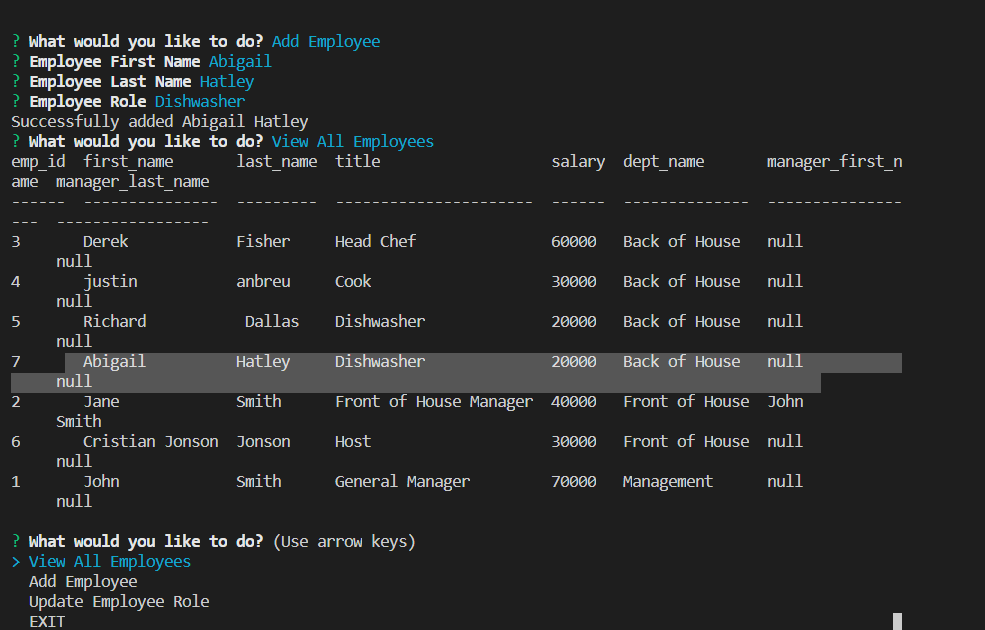 ? What would you like to do? Add Employee
? Employee First Name Abigail
? Employee Last Name Hatley
? Employee Role Dishwasher
Successfully added Abigail Hatley
? What would you like to do? View All Employees
emp_id  first_name       last_name  title                   salary  dept_name       manager_first_n
ame  manager_last_name
------  ---------------  ---------  ----------------------  ------  --------------  ---------------
---  -----------------
3       Derek            Fisher     Head Chef               60000   Back of House   null
     null
4       justin           anbreu     Cook                    30000   Back of House   null
     null
5       Richard           Dallas    Dishwasher              20000   Back of House   null
     null
7       Abigail          Hatley     Dishwasher              20000   Back of House   null
     null
2       Jane             Smith      Front of House Manager  40000   Front of House  John
     Smith
6       Cristian Jonson  Jonson     Host                    30000   Front of House  null
     null
1       John             Smith      General Manager         70000   Management      null
     null
? What would you like to do? (Use arrow keys)
> View All Employees
  Add Employee
  Update Employee Role
  EXIT